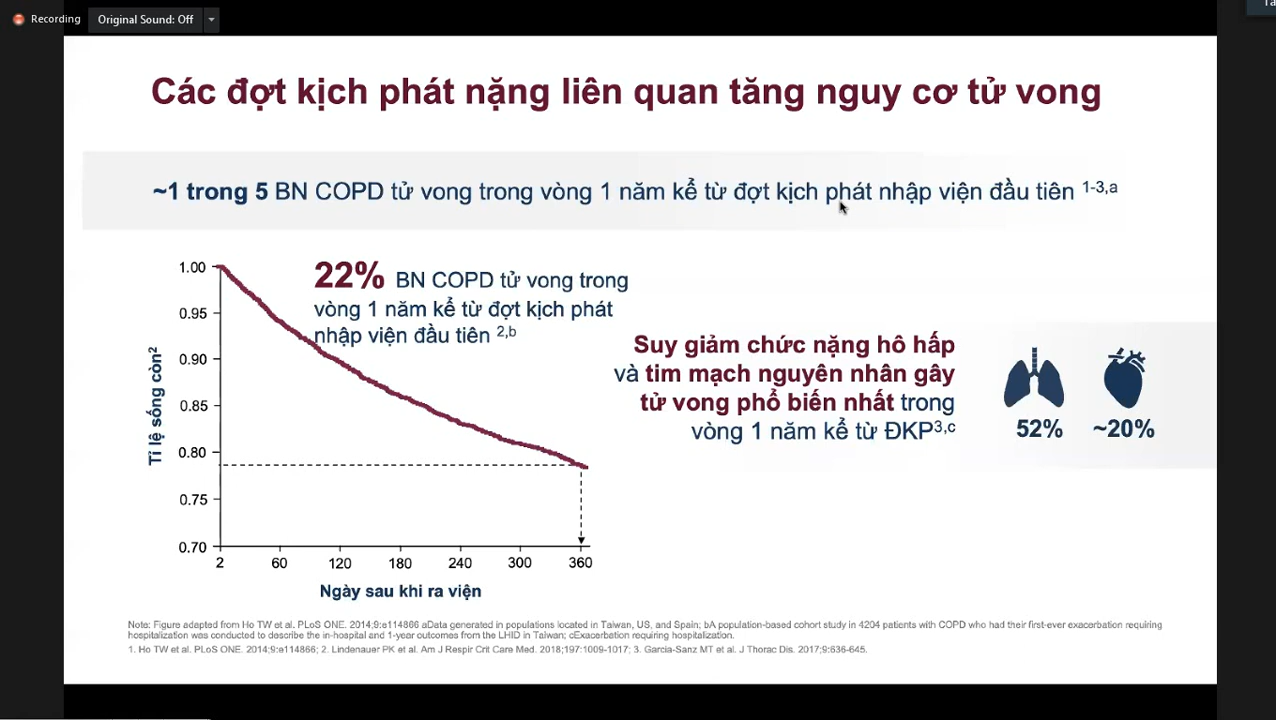 Recording
Original Sound: Off
Ta
Các đợt kịch phát nặng liên quan tăng nguy cơ tử vong
~1 trong 5 BN COPD tử vong trong vòng 1 năm kể từ đợt kịch phát nhập viện đầu tiên 1-3,a
22% BN COPD tử vong trong
vòng 1 năm kể từ đợt kịch phát
nhập viện đầu tiên 2,b
Tỉ lệ sống còn2
1.00
0.95
0.90
0.85
0.80
0.75
0.70
2 60 120 180 240 300 360
Ngày sau khi ra viện
Suy giảm chức nặng hô hấp
và tim mạch nguyên nhân gây
tử vong phổ biến nhất trong
vòng 1 năm kể từ ĐKP3,c
52% ~20%
Note: Figure adapted from Ho TW et al. PLoS ONE. 2014;9:e114866 aData generated in populations located in Taiwan, US, and Spain; bA population-based cohort study in 4204 patients with COPD who had their first-ever exacerbation requiring
hospitalization was conducted to describe the in-hospital and 1-year outcomes from the LHID in Taiwan; cExacerbation requiring hospitalization.
1. Ho TW et al. PLoS ONE. 2014;9:e114866; 2. Lindenauer PK et al. Am J Respir Crit Care Med. 2018;197:1009-1017; 3. Garcia-Sanz MT et al. J Thorac Dis. 2017;9:636-645.